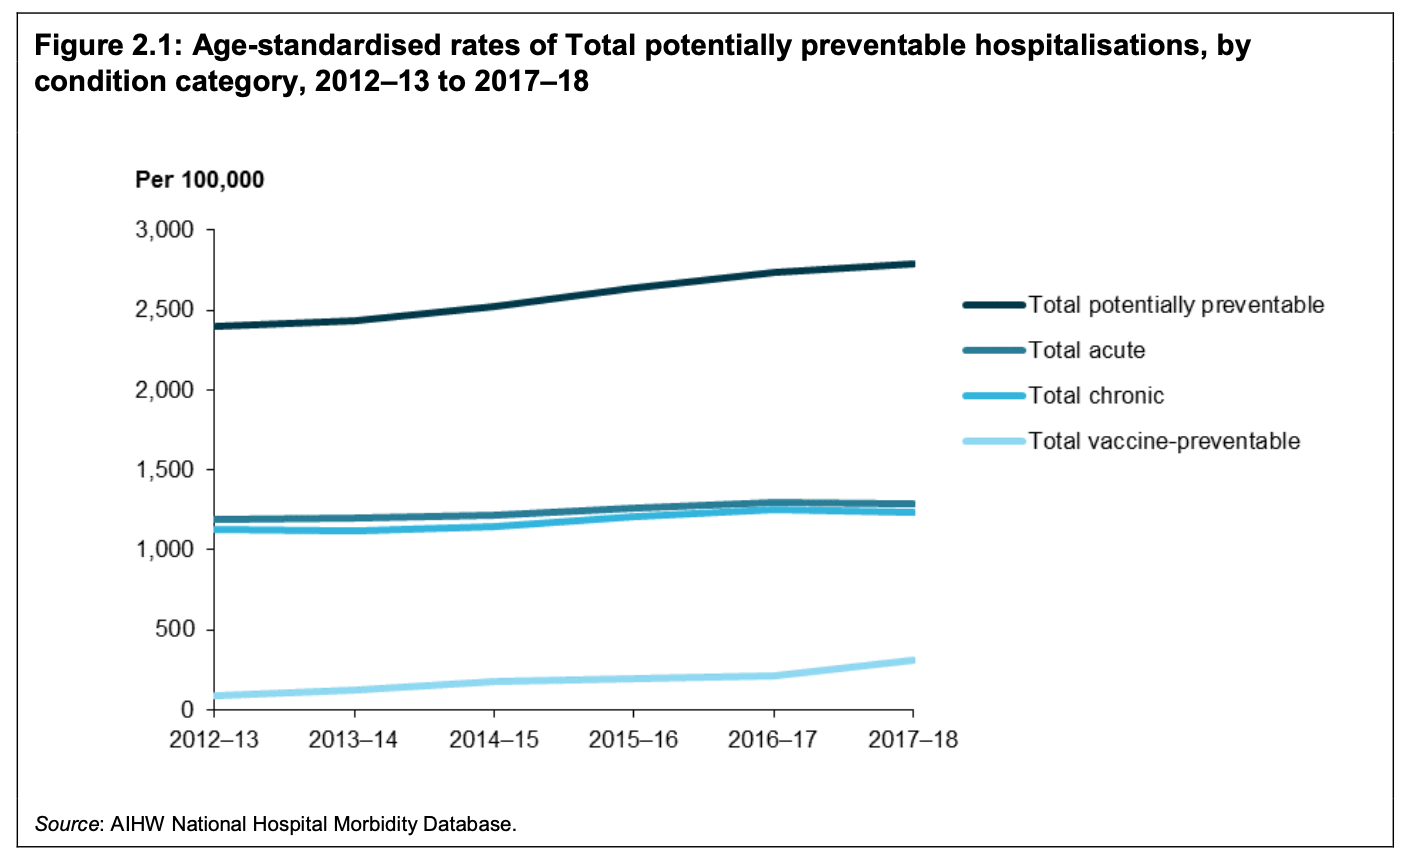 Figure 2.1: Age-standardised rates of Total potentially preventable hospitalisations, by
condition category, 2012–13 to 2017–18
Per 100,000
3,000
2,500
2,000
1,500
1,000
500
0
2012–13
2013–14
2014–15
2015–16
2016–17
2017–18
Total potentially preventable
Total acute
Total chronic
Total vaccine-preventable
Source: AIHW National Hospital Morbidity Database.